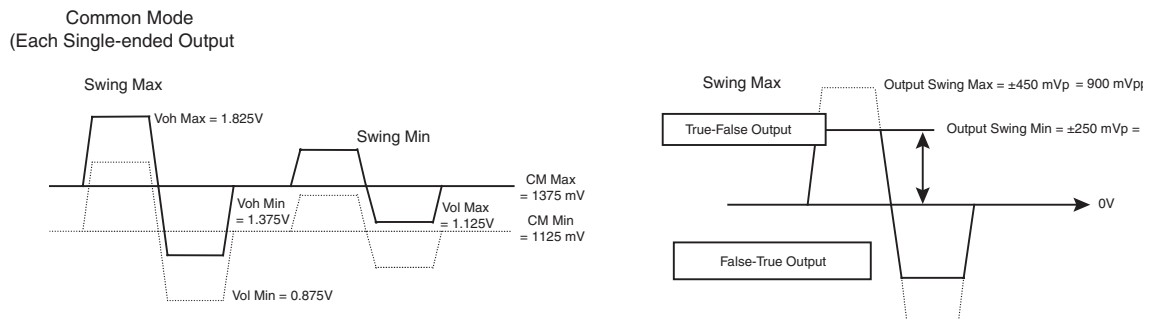 Common Mode
(Each Single-ended Output
Swing Max
Voh Max = 1.825V
Swing Min
CM Max
= 1375 mV
Voh Min
= 1.375V
Vol Max
= 1.125V
CM Min
= 1125 mV
Vol Min = 0.875V
Swing Max
Output Swing Max = ±450 mVp = 900 mVpp
True-False Output
Output Swing Min = ±250 mVp =
0V
False-True Output